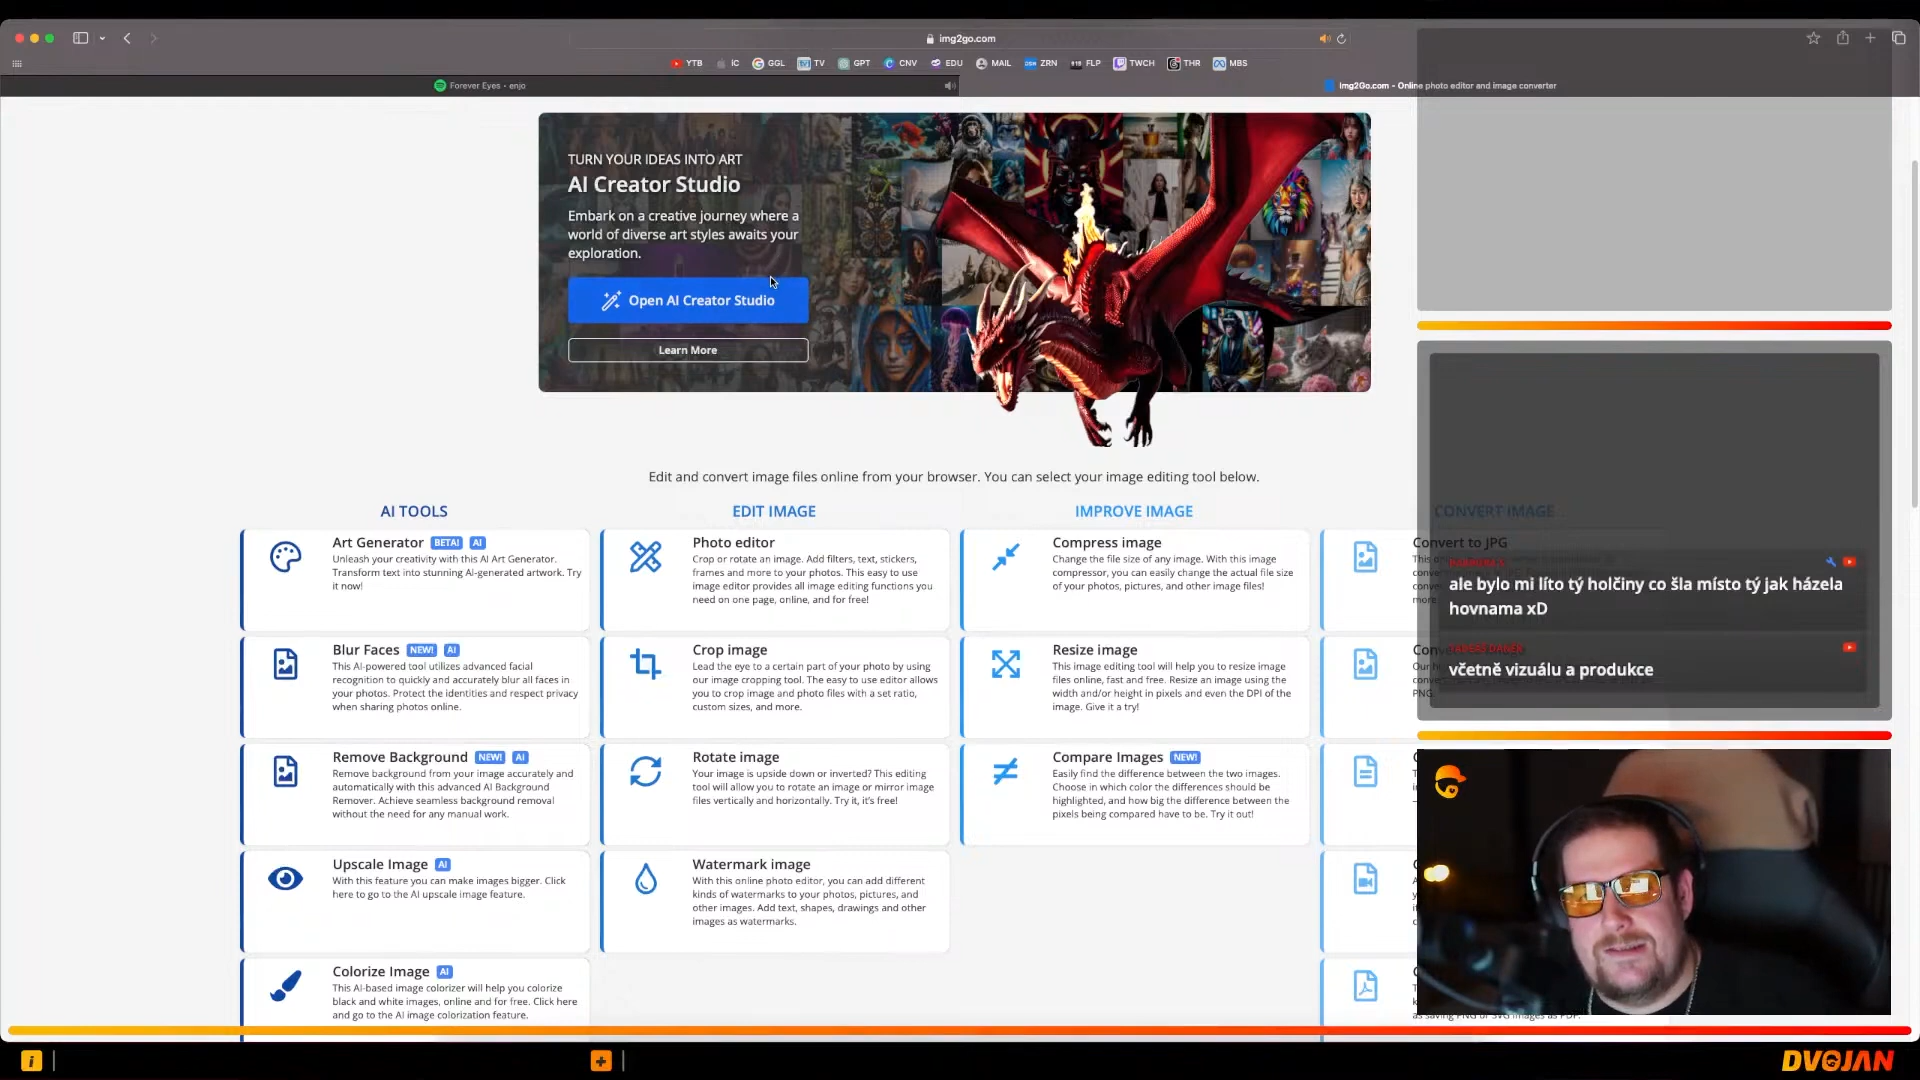 img2go.com
YTB
iC
GGL
TV
GPT
CNV
EDU
MAIL
ZRN
FLP
TWCH
THR
MBS
Forever Eyes - enjo
Img2Go.com - Online photo editor and image converter
TURN YOUR IDEAS INTO ART
AI Creator Studio
Embark on a creative journey where a
world of diverse art styles awaits your
exploration.
Open AI Creator Studio
Learn More
Edit and convert image files online from your browser. You can select your image editing tool below.
AI TOOLS
Art Generator BETA! AI
Unleash your creativity with this AI Art Generator.
Transform text into stunning AI-generated artwork. Try
it now!
Blur Faces NEW! AI
This AI-powered tool utilizes advanced facial
recognition to quickly and accurately blur all faces in
your photos. Protect the identities and respect privacy
when sharing photos online.
Remove Background NEW! AI
Remove background from your image accurately and
automatically with this advanced AI Background
Remover. Achieve seamless background removal
without the need for any manual work.
Upscale Image AI
With this feature you can make images bigger. Click
here to go to the AI upscale image feature.
Colorize Image AI
This AI-based image colorizer will help you colorize
black and white images, online and for free. Click here
and go to the AI image colorization feature.
EDIT IMAGE
Photo editor
Crop or rotate an image. Add filters, text, stickers,
frames and more to your photos. This easy to use
image editor provides all image editing functions you
need on one page, online, and for free!
Crop image
Lead the eye to a certain part of your photo by using
our image cropping tool. The easy to use editor allows
you to crop image and photo files with a set ratio,
custom sizes, and more.
Rotate image
Your image is upside down or inverted? This editing
tool will allow you to rotate an image or mirror image
files vertically and horizontally. Try it, it's free!
Watermark image
With this online photo editor, you can add different
kinds of watermarks to your photos, pictures, and
other images. Add text, shapes, drawings and other
images as watermarks.
IMPROVE IMAGE
Compress image
Change the file size of any image. With this image
compressor, you can easily change the actual file size
of your photos, pictures, and other image files!
Resize image
This image editing tool will help you to resize image
files online, fast and free. Resize an image using the
width and/or height in pixels and even the DPI of the
image. Give it a try!
Compare Images NEW!
Easily find the difference between the two images.
Choose in which color the differences should be
highlighted, and how big the difference between the
pixels being compared have to be. Try it out!
CONVERT IMAGE
Convert to JPG
PNG.
as saving PNG or SVG images as PDF.
ale bylo mi líto tý holčiny co šla místo tý jak házela
hovnama xD
včetně vizuálu a produkce
i
DVOJAN